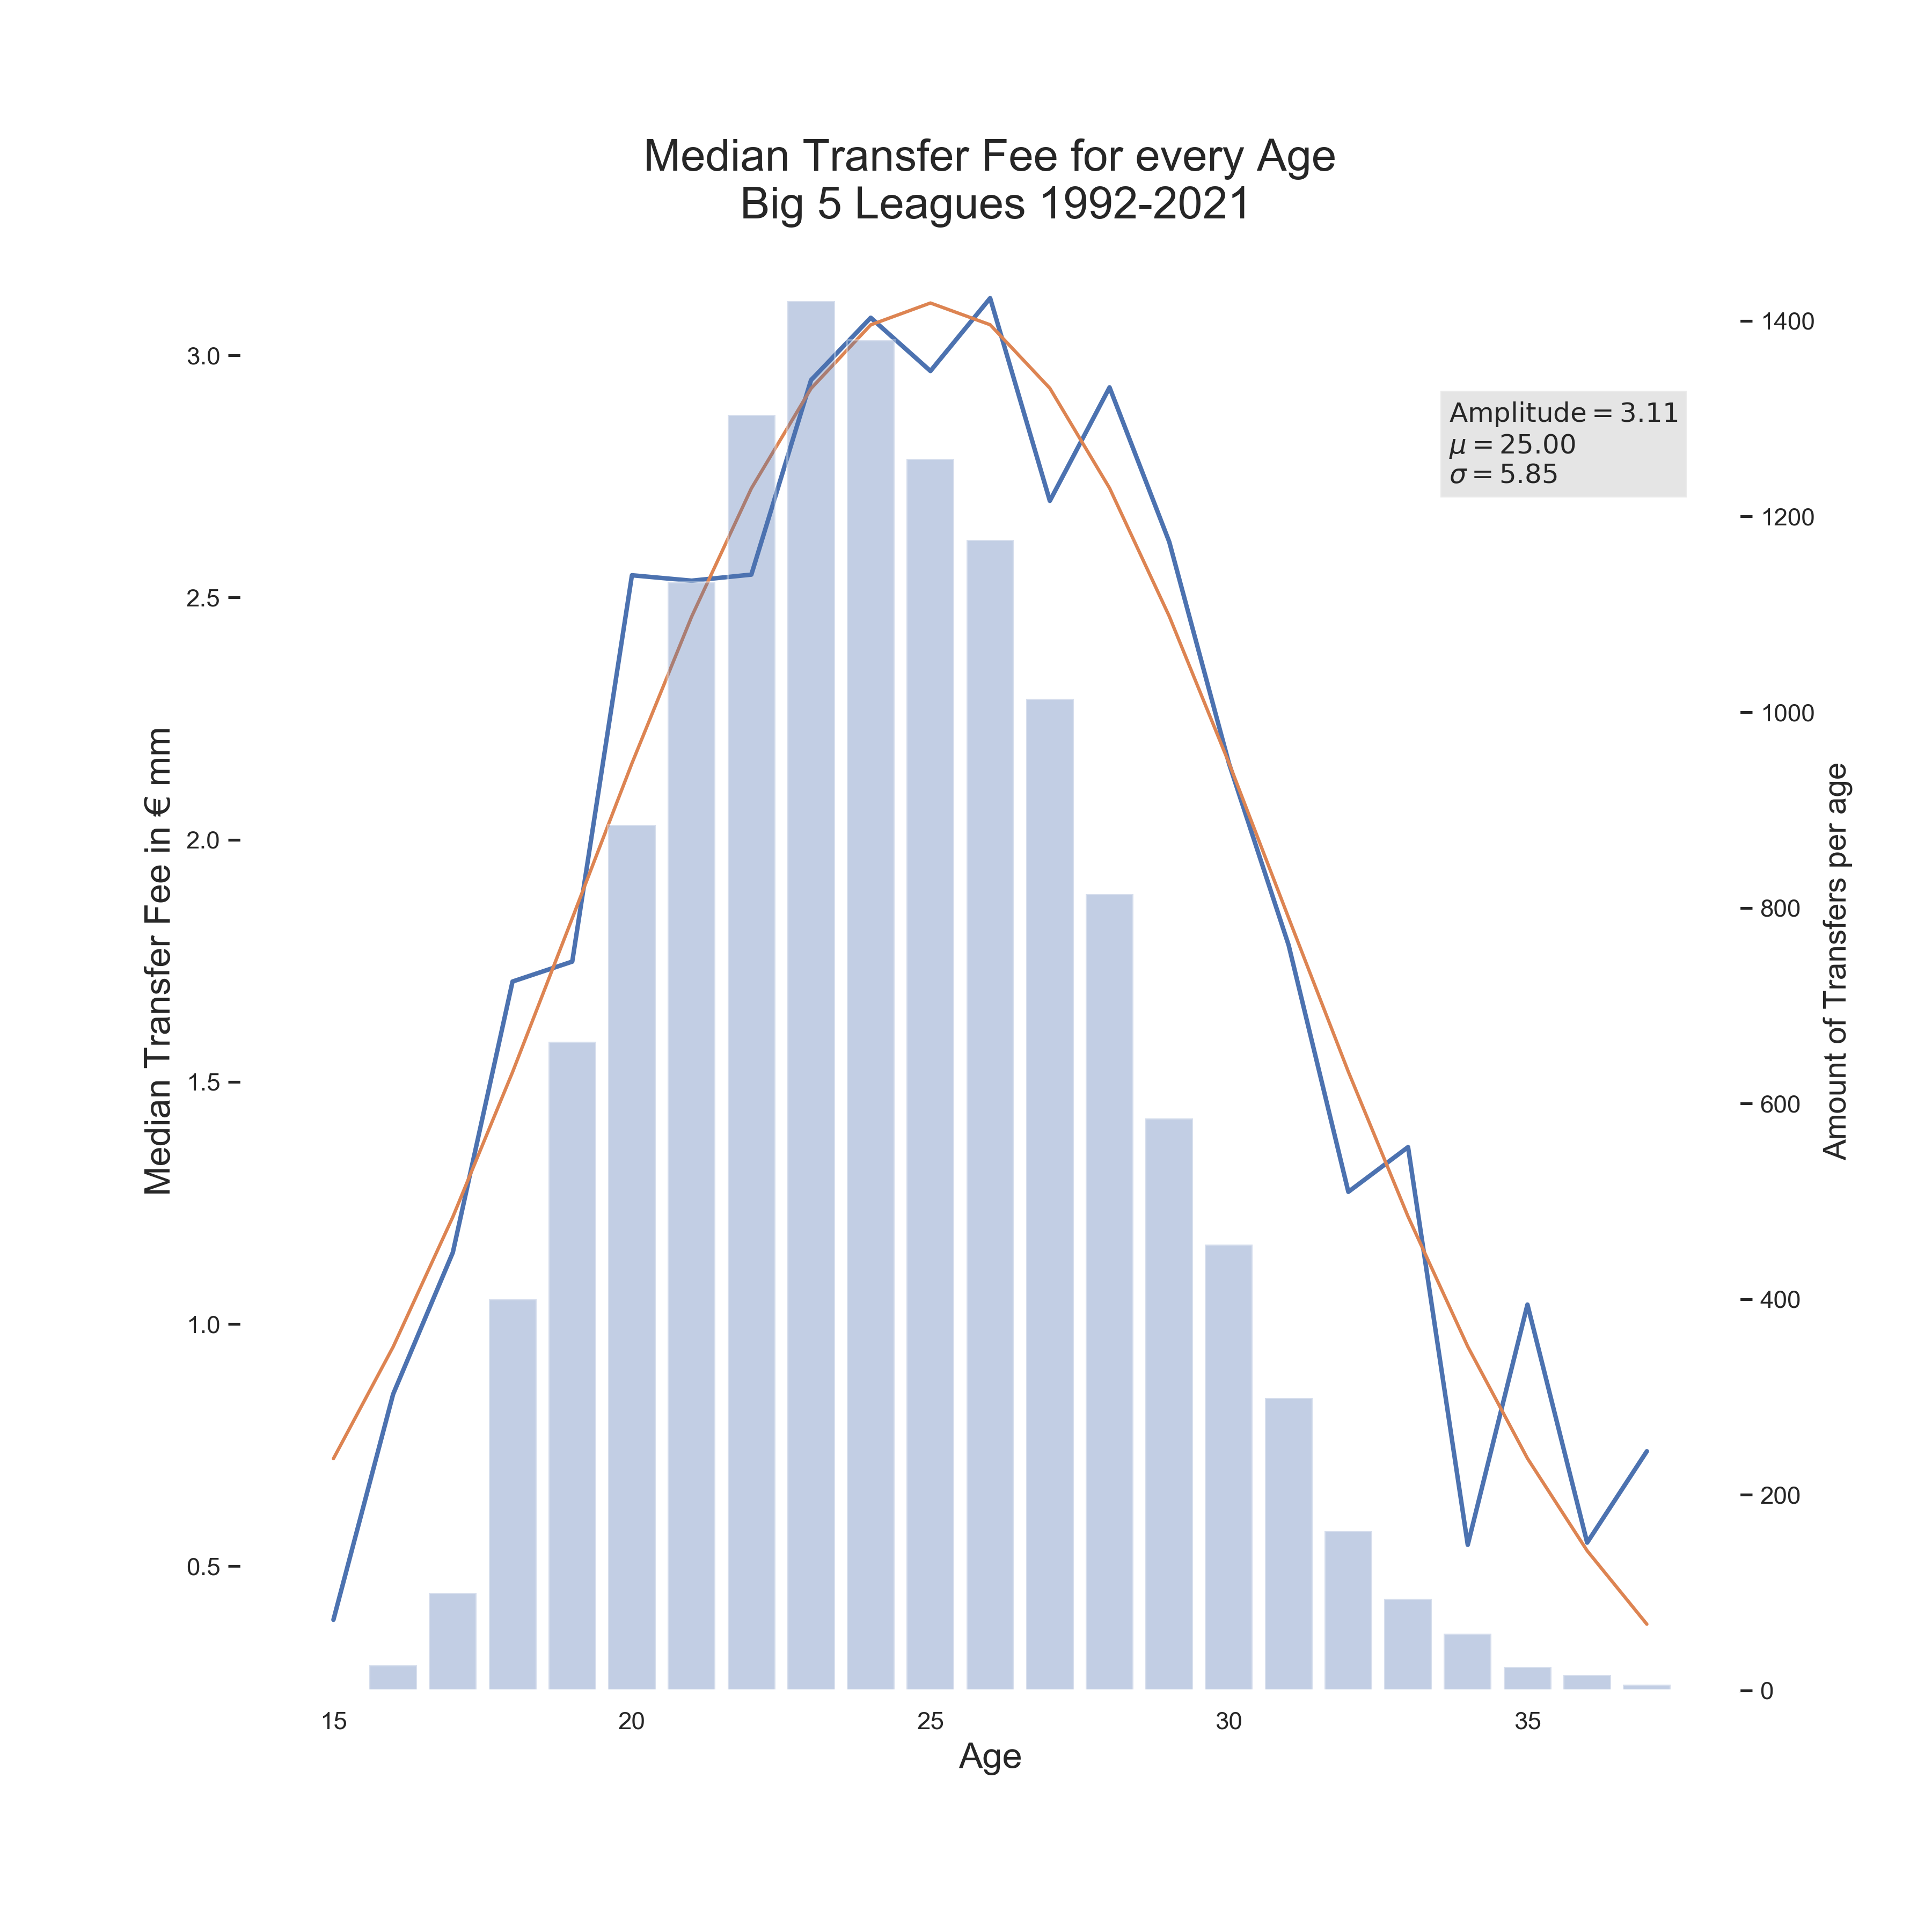 Median Transfer Fee for every Age
Big 5 Leagues 1992-2021
Amplitude = 3.11
μ = 25.00
σ = 5.85
Median Transfer Fee in € mm
3.0
2.5
2.0
1.5
1.0
0.5
1400
1200
1000
800
600
400
200
0
Amount of Transfers per age
15 20 25 30 35
Age